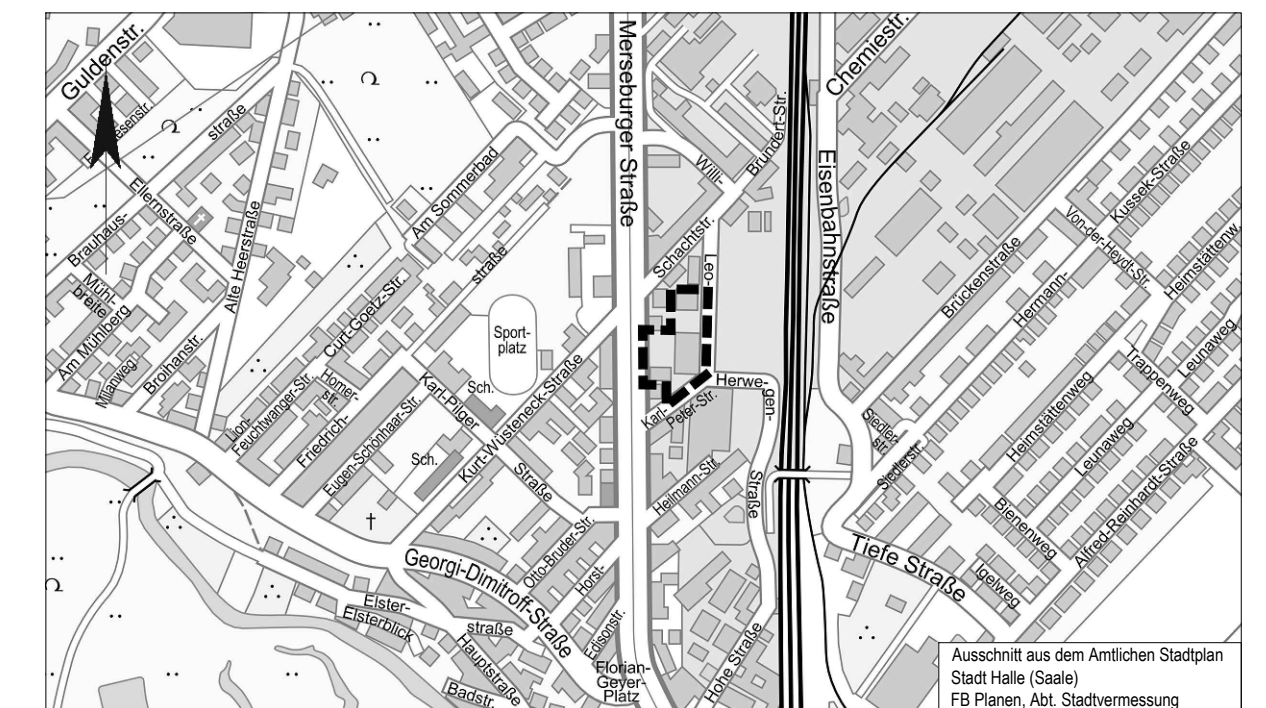 Guldenstr.
straße
Ellernstraße
Brauhaus-
Mühl-
breite
Am Mühlberg
Milanweg
Broihanstr.
Alte Heerstraße
Am Sommerbad
straße
Curt-Goetz-Str.
Lion-
Feuchtwanger-Str.
Homer-
str.
Friedrich-
Eugen-Schönhaar-Str.
Karl-Pilger
Straße
Sport-
platz
Sch.
Sch.
Kurt-Wüsteneck-Straße
Merseburger Straße
Willi-
Brundert-Str.
Schachtstr.
Leo-
Herwe-
gen-
Straße
Karl-
Peter-Str.
Heilmann-Str.
Otto-Bruder-Str.
Horst-
Edisonstr.
Florian-
Geyer-
Platz
Hohe Straße
Georgi-Dimitroff-Straße
Elster-
straße
Elsterblick
Hauptstraße
Badstr.
Chemiestr.
Eisenbahnstraße
Brückenstraße
Hermann-
Kussek-Straße
Von-der-Heydt-Str.
Heimstättenw.
Leunaweg
Trappenweg
Heimstättenweg
Leunaweg
Siedler-
str.
Siedlerstr.
Bienenweg
Alfred-Reinhardt-Straße
Igelweg
Tiefe Straße
Ausschnitt aus dem Amtlichen Stadtplan
Stadt Halle (Saale)
FB Planen, Abt. Stadtvermessung